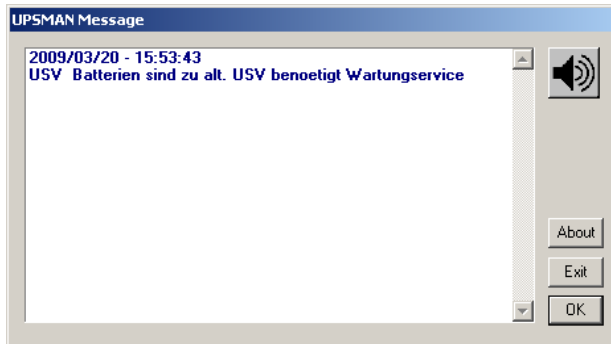 UPSMAN Message
2009/03/20 - 15:53:43
USV  Batterien sind zu alt. USV benoetigt Wartungservice
About
Exit
OK